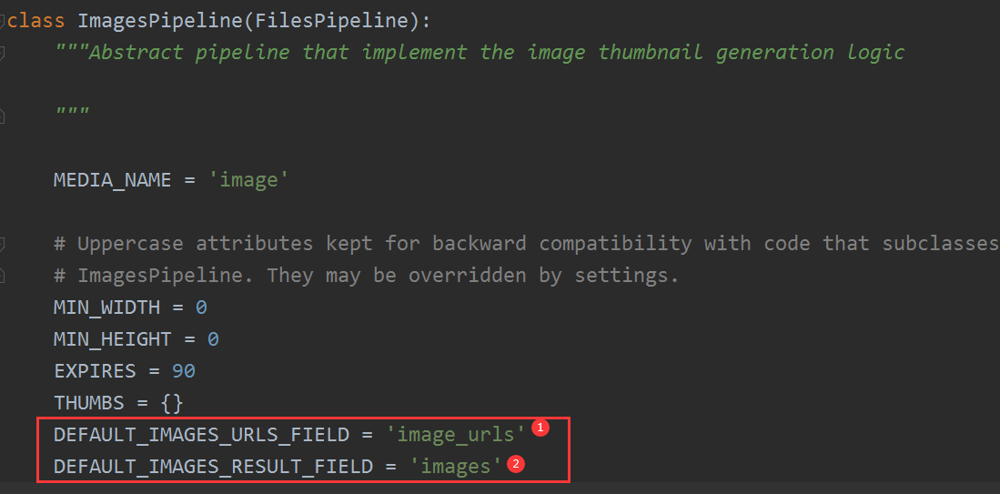 class ImagesPipeline(FilesPipeline):
    """Abstract pipeline that implement the image thumbnail generation logic
    """
    MEDIA_NAME = 'image'
    # Uppercase attributes kept for backward compatibility with code that subclasses
    # ImagesPipeline. They may be overridden by settings.
    MIN_WIDTH = 0
    MIN_HEIGHT = 0
    EXPIRES = 90
    THUMBS = {}
    DEFAULT_IMAGES_URLS_FIELD = 'image_urls' 1
    DEFAULT_IMAGES_RESULT_FIELD = 'images' 2